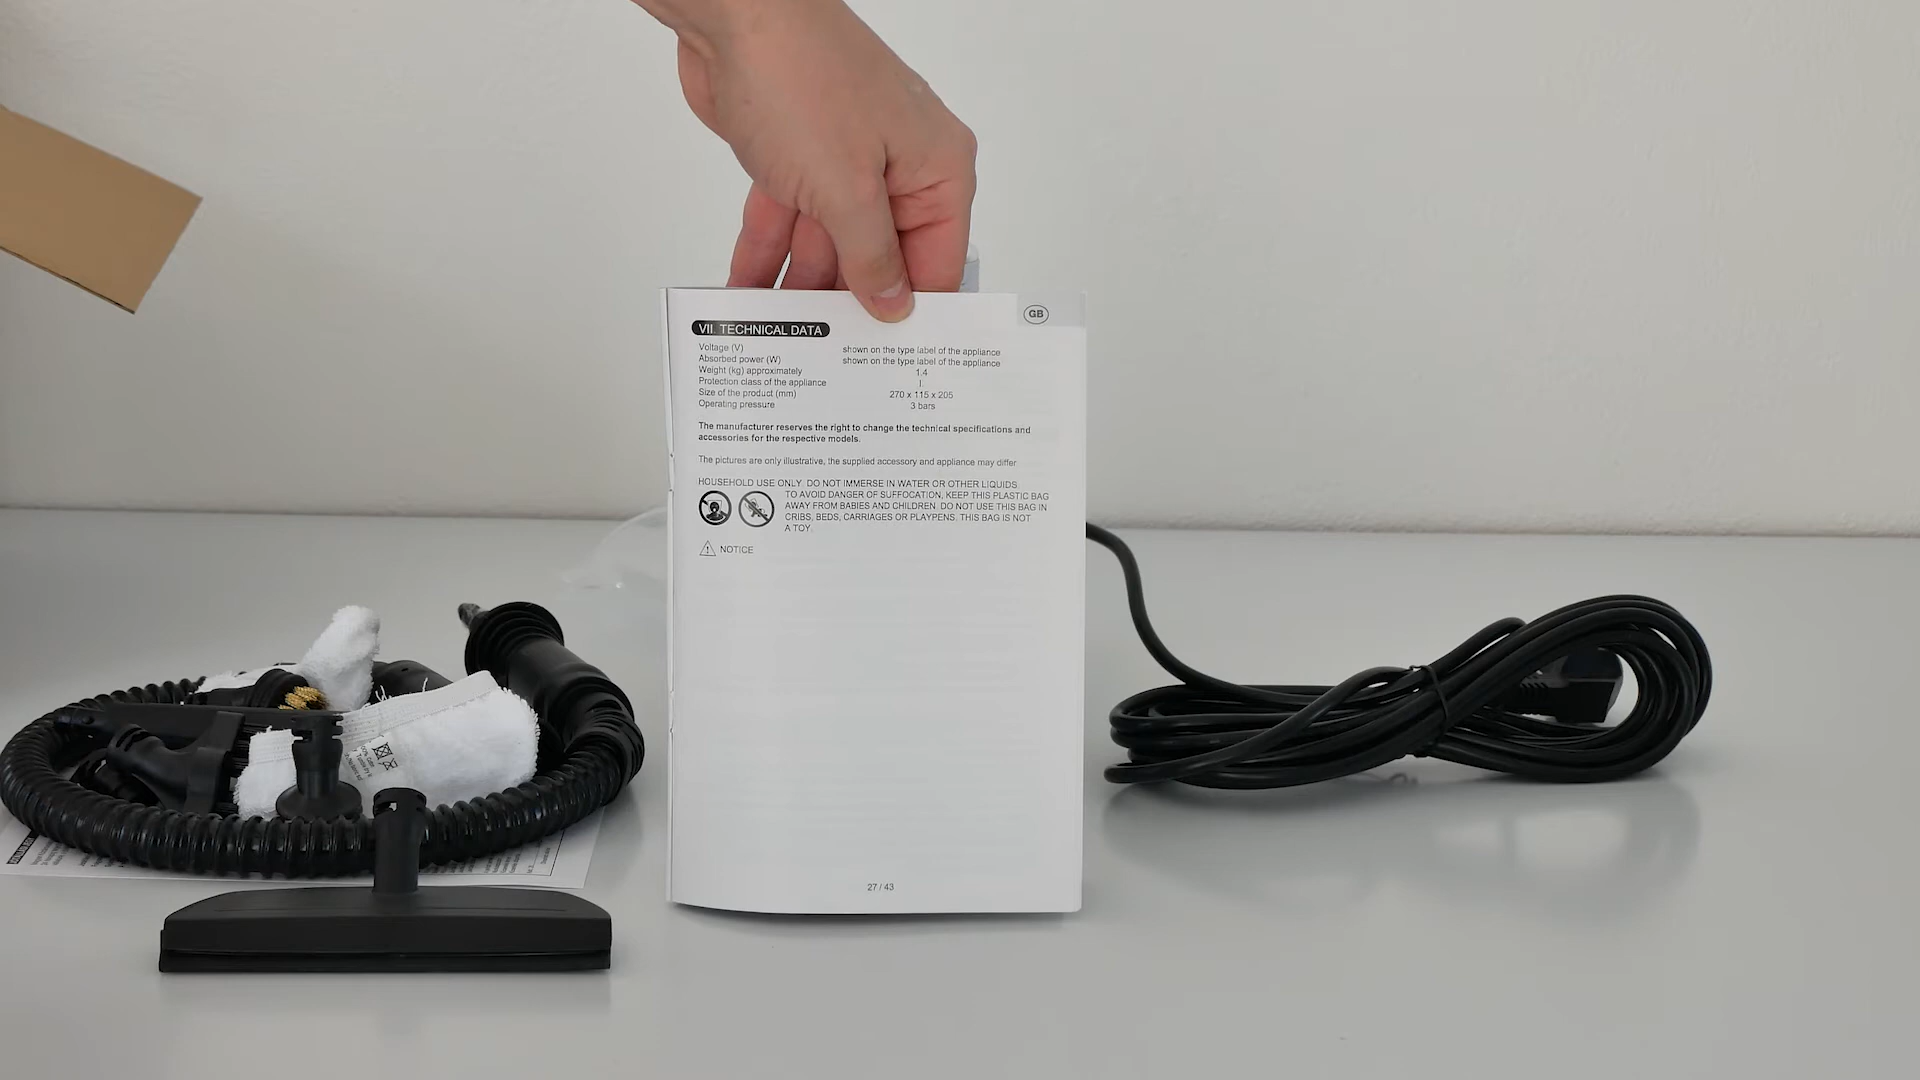 GB
VII. TECHNICAL DATA
Voltage (V) shown on the type label of the appliance
Absorbed power (W) shown on the type label of the appliance
Weight (kg) approximately 1.4
Protection class of the appliance I.
Size of the product (mm) 270 x 115 x 205
Operating pressure 3 bars
The manufacturer reserves the right to change the technical specifications and
accessories for the respective models.
The pictures are only illustrative, the supplied accessory and appliance may differ
HOUSEHOLD USE ONLY. DO NOT IMMERSE IN WATER OR OTHER LIQUIDS.
TO AVOID DANGER OF SUFFOCATION, KEEP THIS PLASTIC BAG
AWAY FROM BABIES AND CHILDREN. DO NOT USE THIS BAG IN
CRIBS, BEDS, CARRIAGES OR PLAYPENS. THIS BAG IS NOT
A TOY.
NOTICE
27 / 43